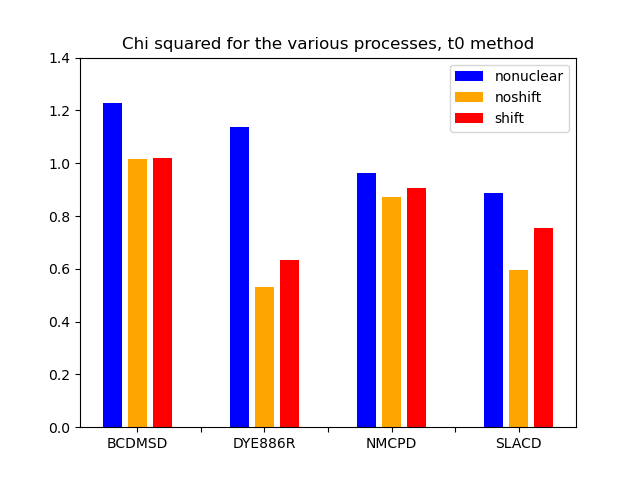 Chi squared for the various processes, t0 method
1.4
1.2
1.0
0.8
0.6
0.4
0.2
0.0
nonuclear
noshift
shift
BCDMSD DYE886R NMCPD SLACD